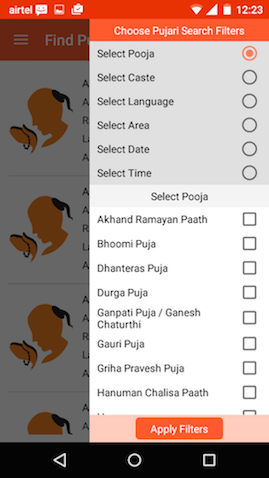 airtel 12:23
Find Pu
Choose Pujari Search Filters
Select Pooja
Select Caste
Select Language
Select Area
Select Date
Select Time
Select Pooja
Akhand Ramayan Paath
Bhoomi Puja
Dhanteras Puja
Durga Puja
Ganpati Puja / Ganesh
Chaturthi
Gauri Puja
Griha Pravesh Puja
Hanuman Chalisa Paath
Apply Filters